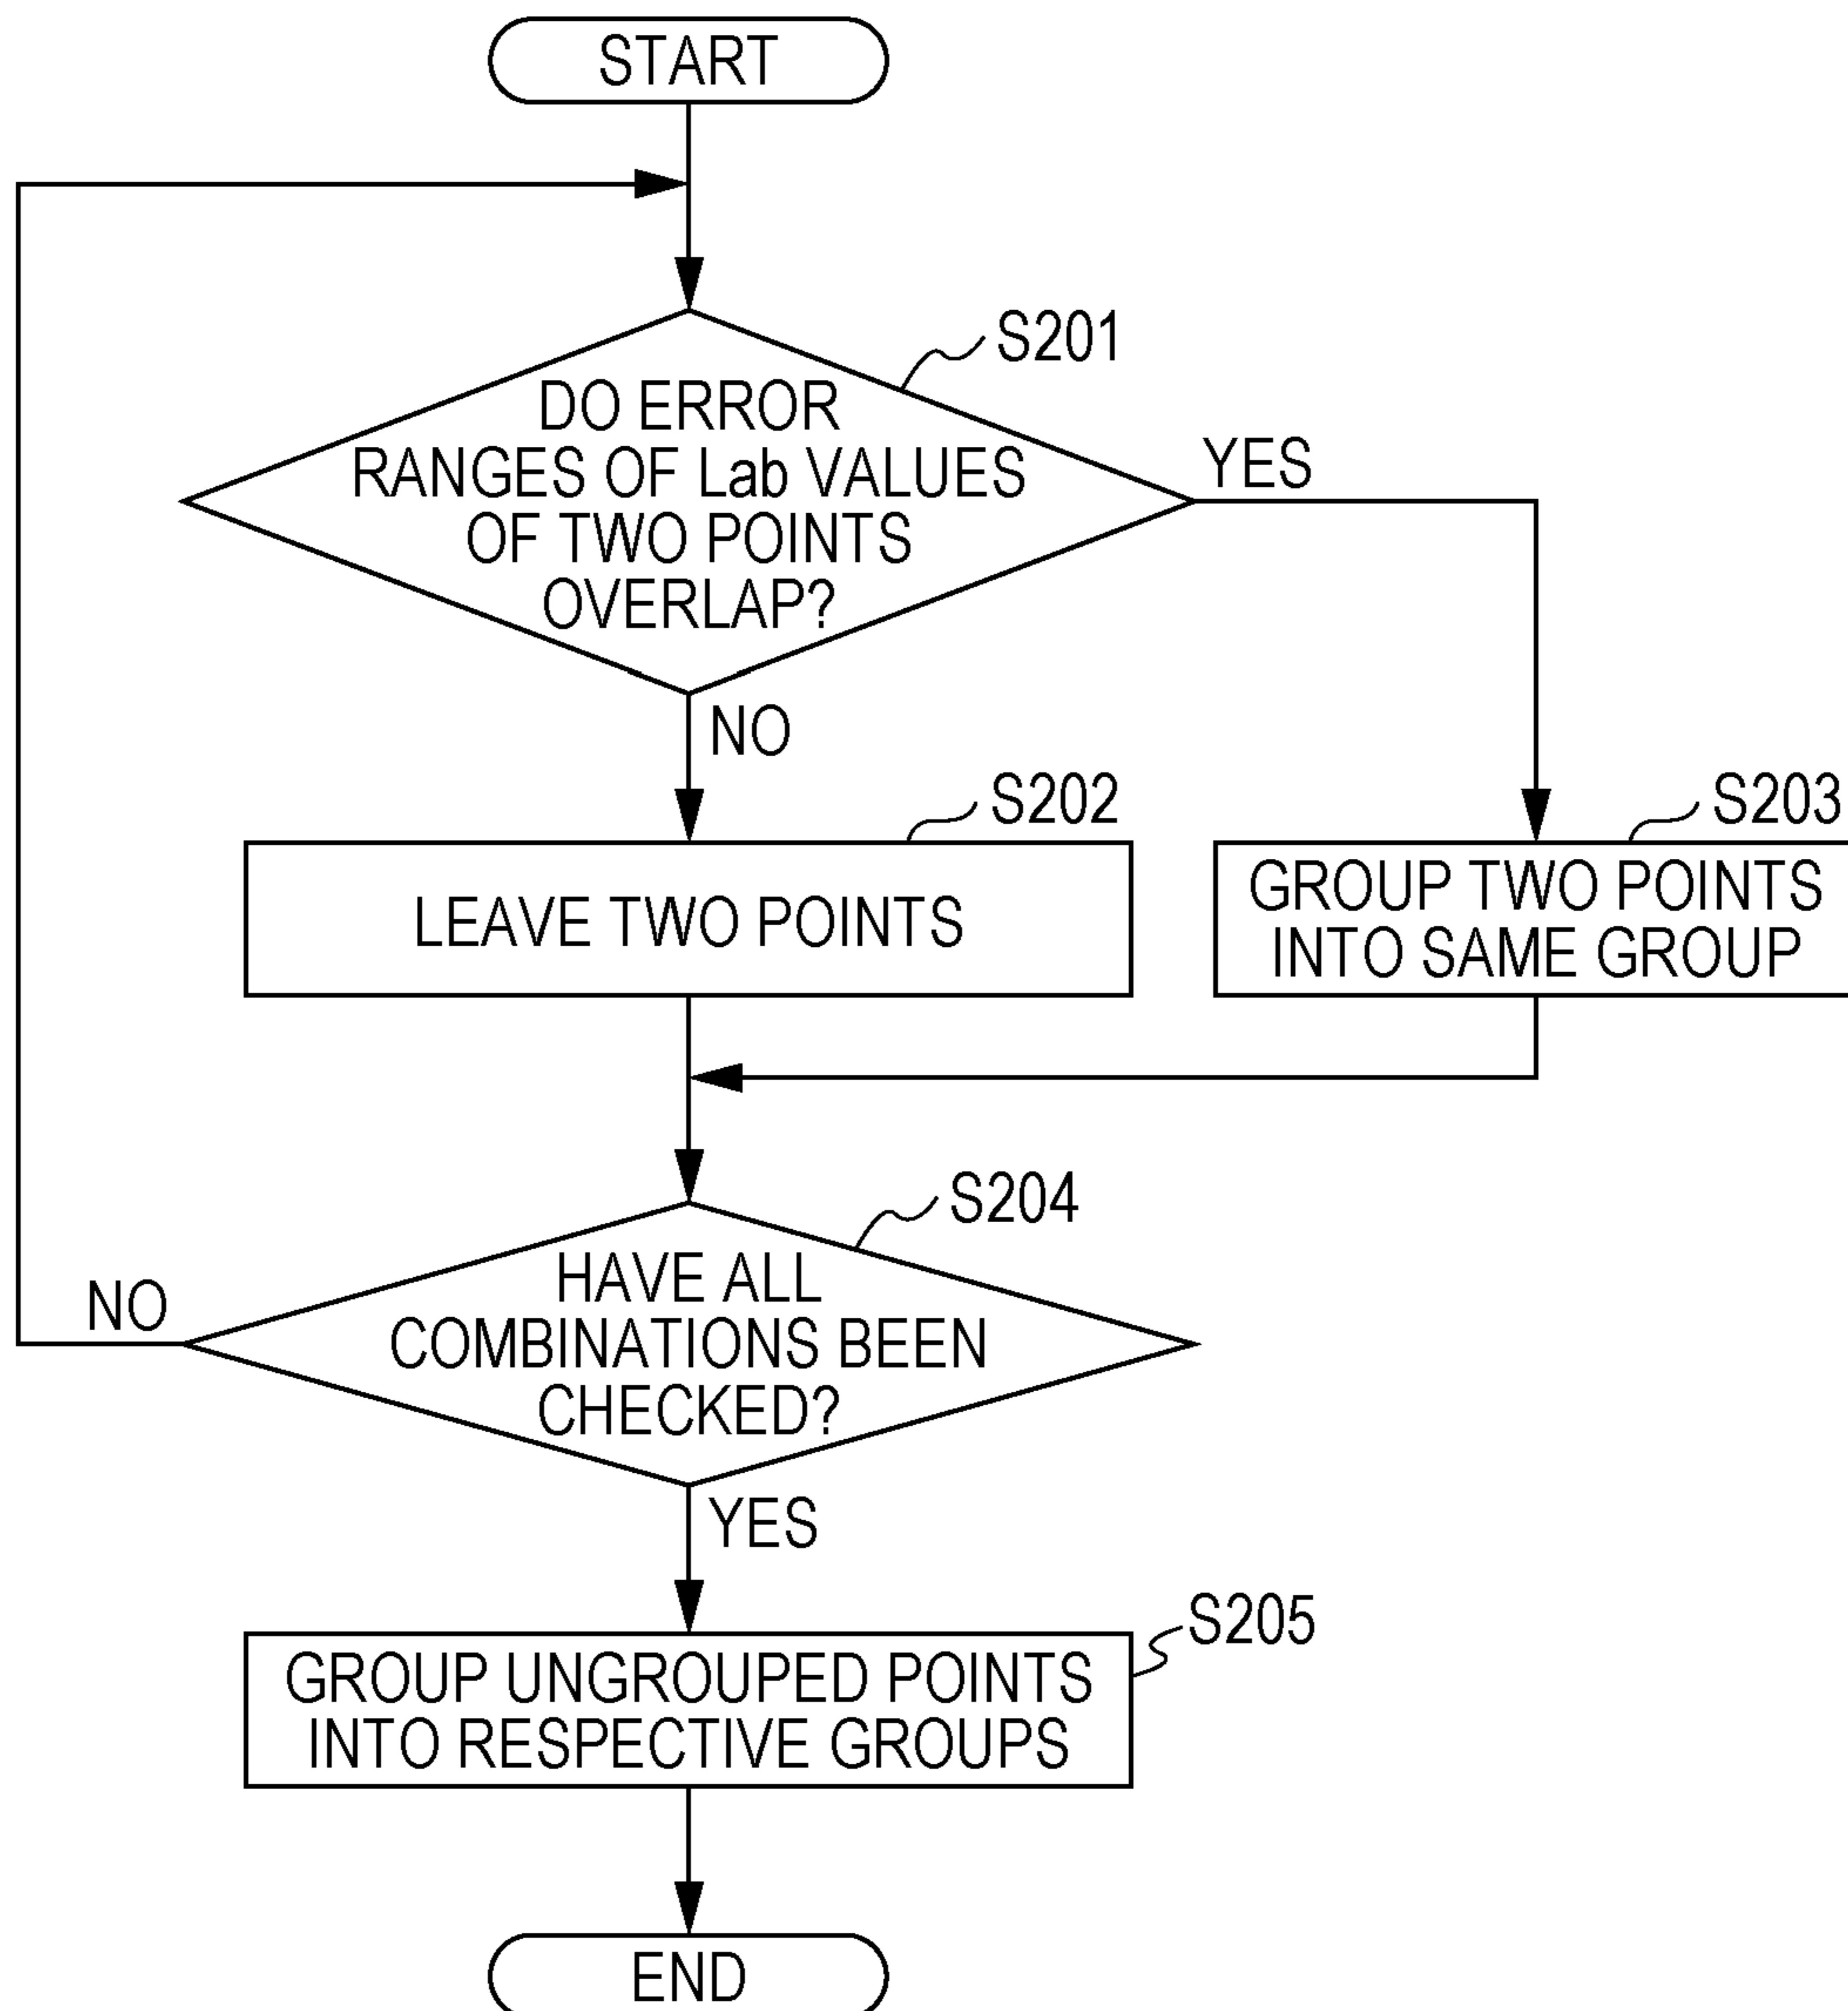 START
S201
DO ERROR
RANGES OF Lab VALUES
OF TWO POINTS
OVERLAP?
YES
NO
S202
LEAVE TWO POINTS
S203
GROUP TWO POINTS
INTO SAME GROUP
S204
HAVE ALL
COMBINATIONS BEEN
CHECKED?
NO
YES
S205
GROUP UNGROUPED POINTS
INTO RESPECTIVE GROUPS
END